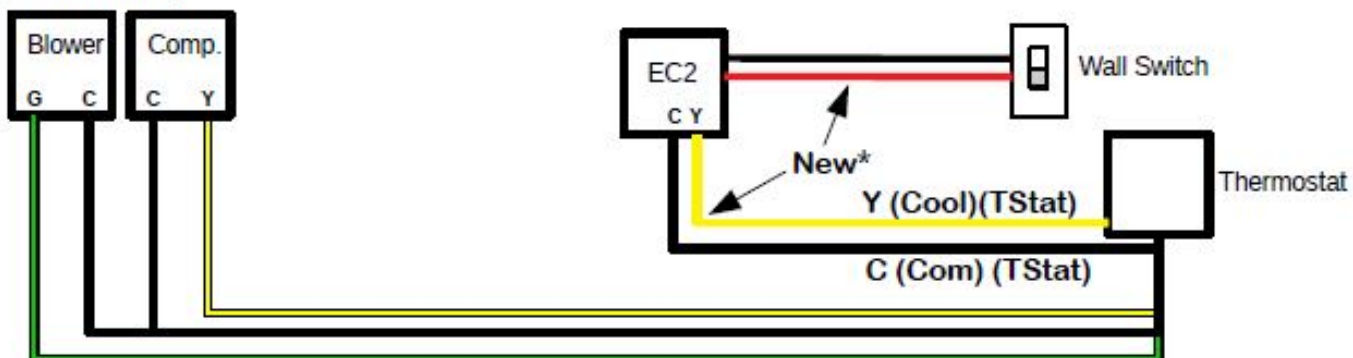 Blower
Comp.
G C
C Y
EC2
C Y
Wall Switch
New*
Thermostat
Y (Cool)(TStat)
C (Com) (TStat)